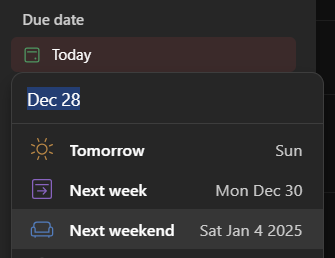 Due date
Today
Dec 28
Tomorrow Sun
Next week Mon Dec 30
Next weekend Sat Jan 4 2025